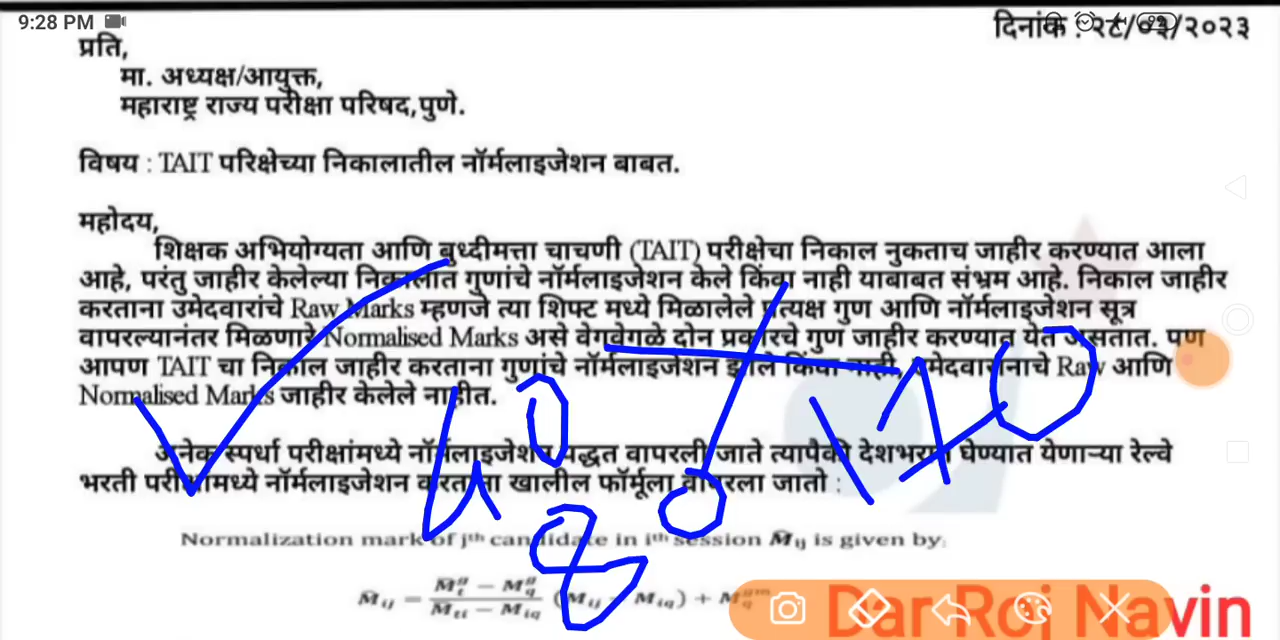 9:28 PM
दिनांक : २८/०३/२०२३
प्रति,
मा. अध्यक्ष/आयुक्त,
महाराष्ट्र राज्य परीक्षा परिषद,पुणे.
विषय : TAIT परिक्षेच्या निकालातील नॉर्मलाइजेशन बाबत.
महोदय,
शिक्षक अभियोग्यता आणि बुध्दीमत्ता चाचणी (TAIT) परीक्षेचा निकाल नुकताच जाहीर करण्यात आला
आहे, परंतु जाहीर केलेल्या निकालात गुणांचे नॉर्मलाइजेशन केले किंवा नाही याबाबत संभ्रम आहे. निकाल जाहीर
करताना उमेदवारांचे Raw Marks म्हणजे त्या शिफ्ट मध्ये मिळालेले प्रत्यक्ष गुण आणि नॉर्मलाइजेशन सूत्र
वापरल्यानंतर मिळणारे Normalised Marks असे वेगवेगळे दोन प्रकारचे गुण जाहीर करण्यात येत असतात. पण
आपण TAIT चा निकाल जाहीर करताना गुणांचे नॉर्मलाइजेशन झाले किंवा नाही, उमेदवारांनाचे Raw आणि
Normalised Marks जाहीर केलेले नाहीत.
अनेक स्पर्धा परीक्षांमध्ये नॉर्मलाइजेशन पद्धत वापरली जाते त्यापैकी देशभरात घेण्यात येणाऱ्या रेल्वे
भरती परीक्षामध्ये नॉर्मलाइजेशन करताना खालील फॉर्मूला वापरला जातो :
Normalization mark of jth candidate in ith session M̂ij is given by:
Dar Roj Navin